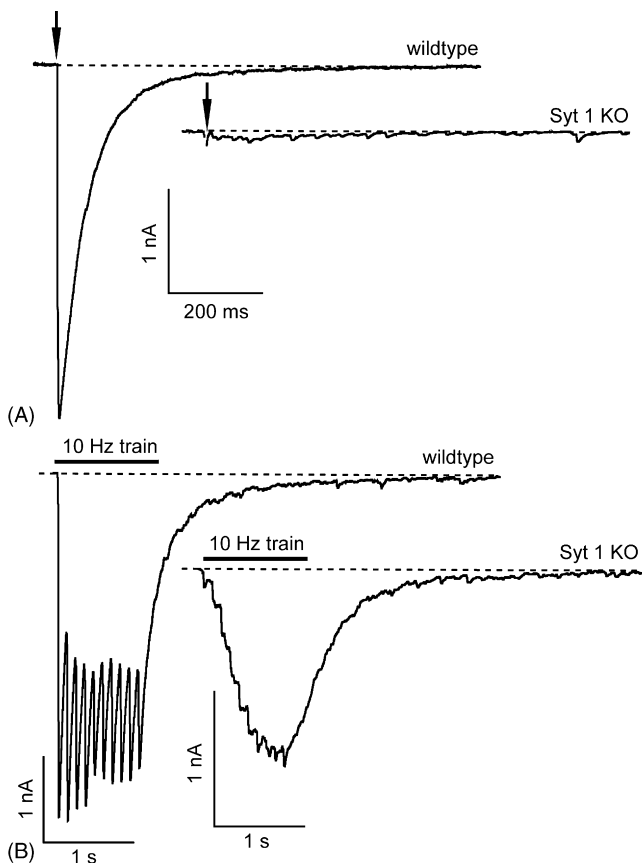 wildtype
Syt 1 KO
1 nA
200 ms
(A)
10 Hz train
wildtype
10 Hz train
Syt 1 KO
1 nA
1 s
1 nA
1 s
(B)